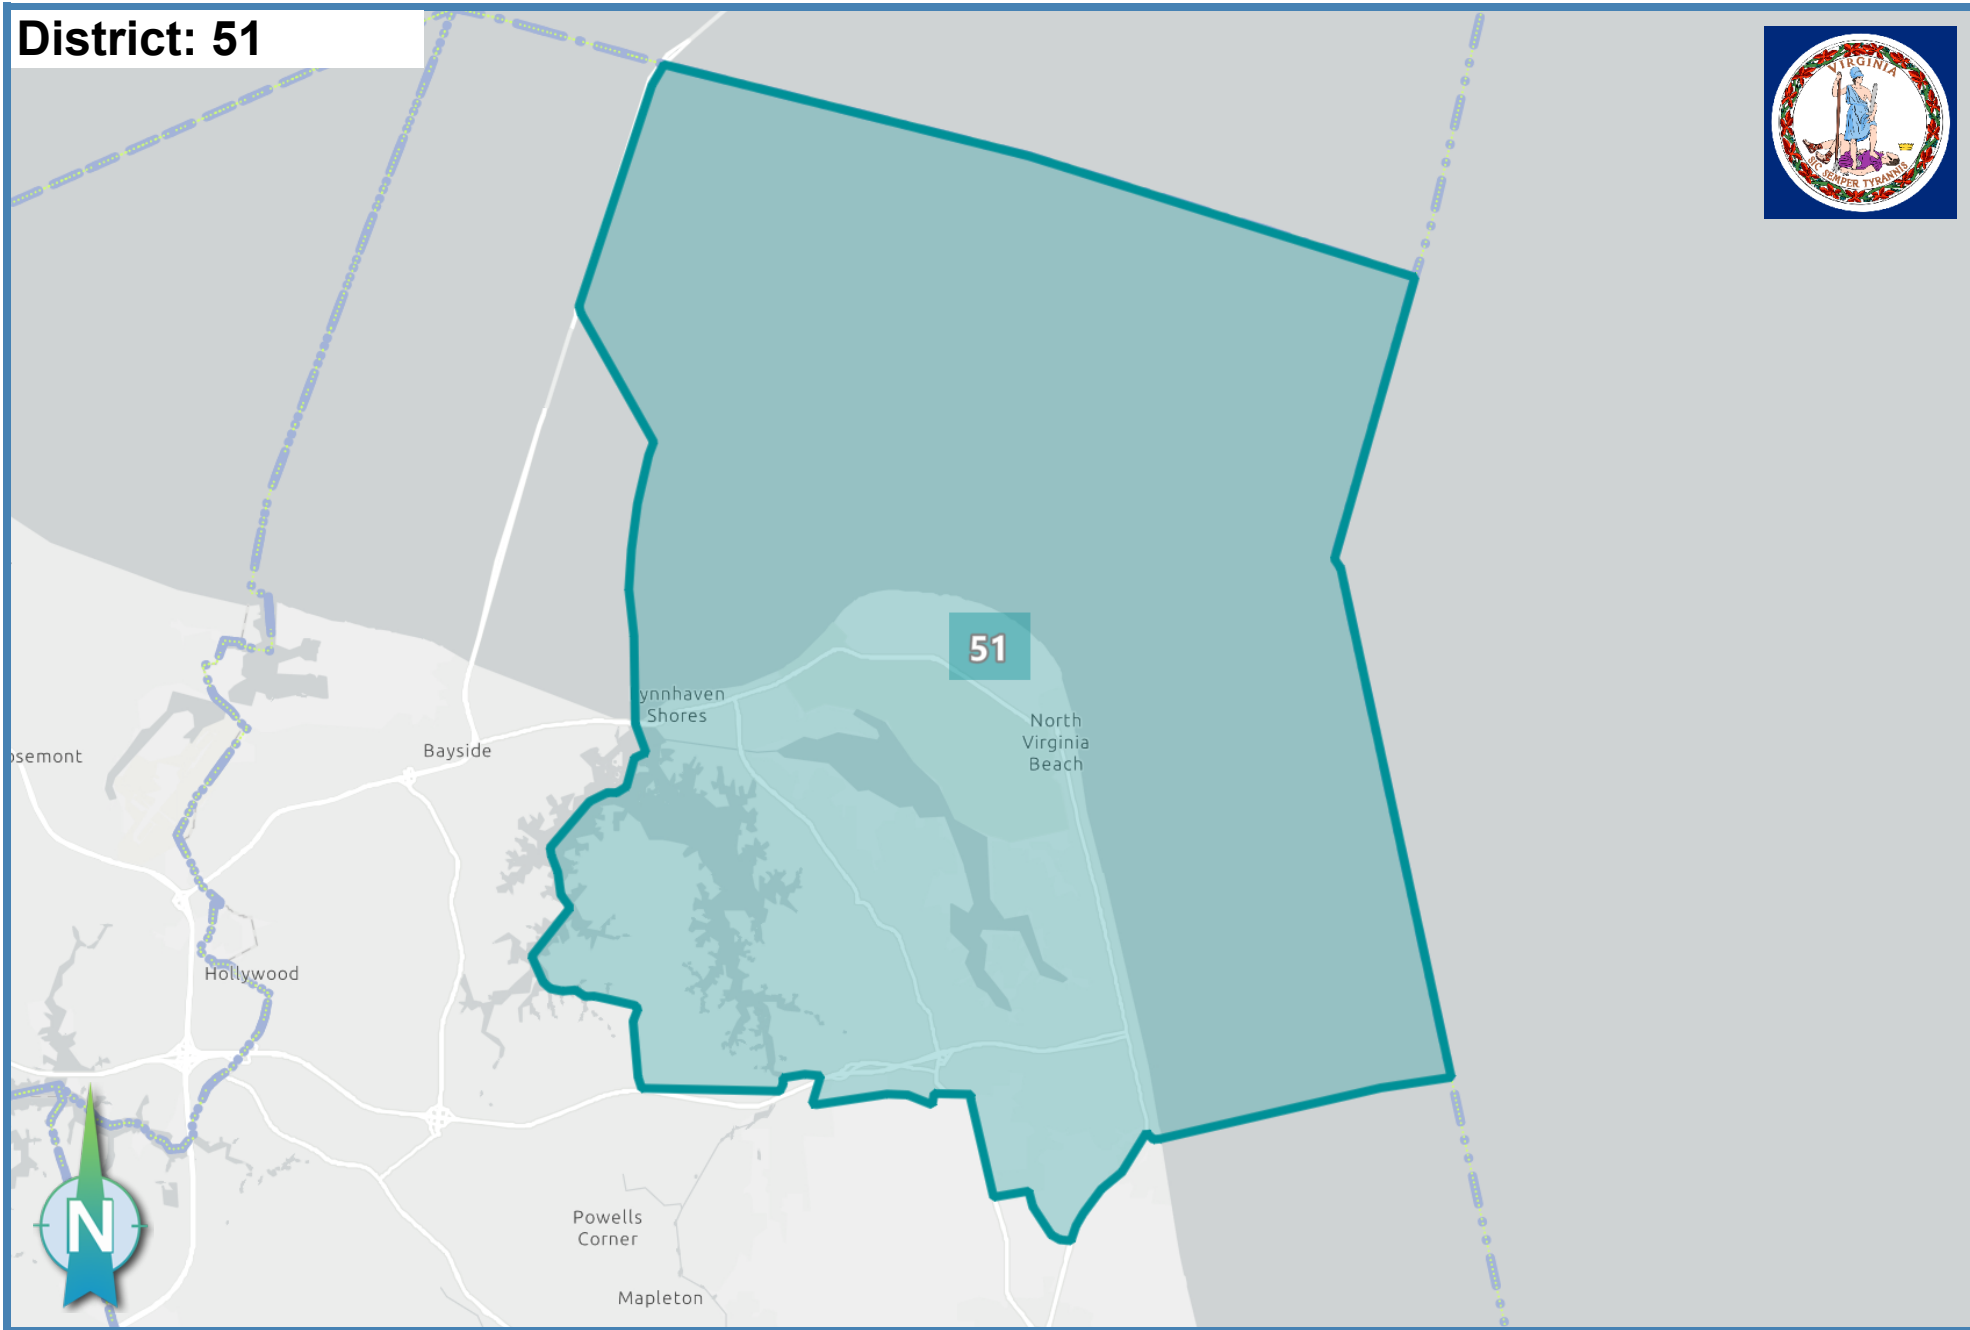 District: 51
VIRGINIA
SIC SEMPER TYRANNIS
51
ynnhaven
Shores
North
Virginia
Beach
Bayside
osemont
Hollywood
Powells
Corner
Mapleton
N